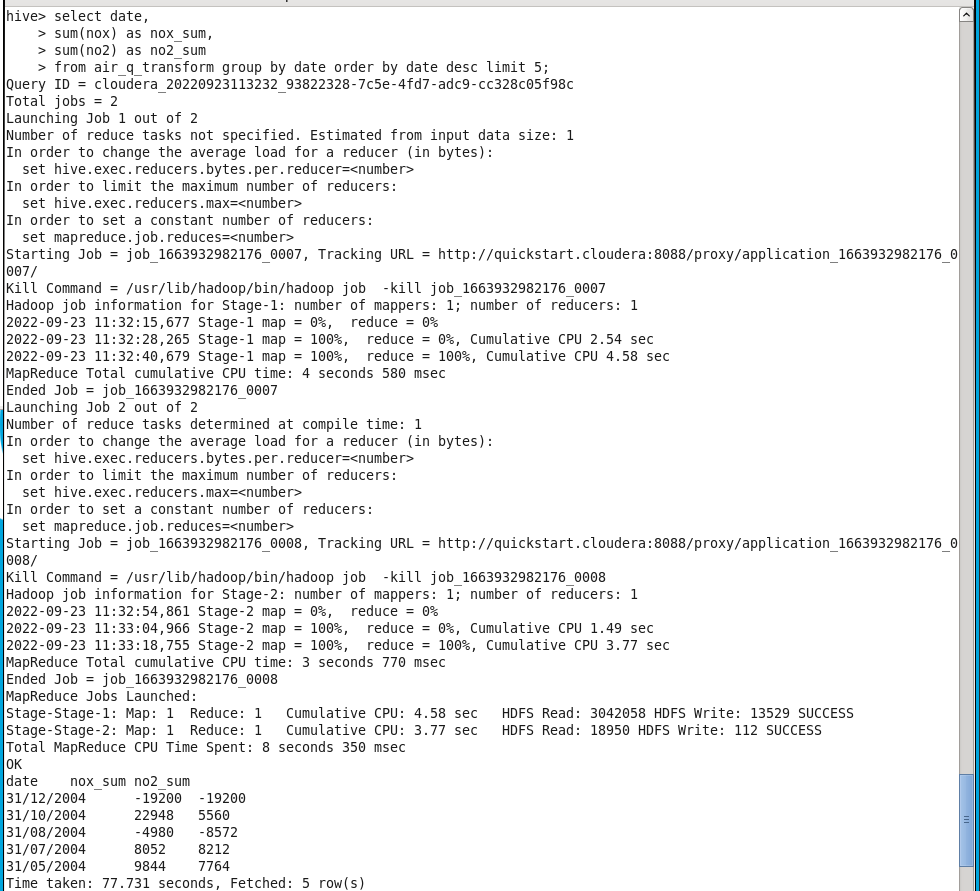 hive> select date,
    > sum(nox) as nox_sum,
    > sum(no2) as no2_sum
    > from air_q_transform group by date order by date desc limit 5;
Query ID = cloudera_20220923113232_93822328-7c5e-4fd7-adc9-cc328c05f98c
Total jobs = 2
Launching Job 1 out of 2
Number of reduce tasks not specified. Estimated from input data size: 1
In order to change the average load for a reducer (in bytes):
  set hive.exec.reducers.bytes.per.reducer=<number>
In order to limit the maximum number of reducers:
  set hive.exec.reducers.max=<number>
In order to set a constant number of reducers:
  set mapreduce.job.reduces=<number>
Starting Job = job_1663932982176_0007, Tracking URL = http://quickstart.cloudera:8088/proxy/application_1663932982176_0
007/
Kill Command = /usr/lib/hadoop/bin/hadoop job  -kill job_1663932982176_0007
Hadoop job information for Stage-1: number of mappers: 1; number of reducers: 1
2022-09-23 11:32:15,677 Stage-1 map = 0%,  reduce = 0%
2022-09-23 11:32:28,265 Stage-1 map = 100%,  reduce = 0%, Cumulative CPU 2.54 sec
2022-09-23 11:32:40,679 Stage-1 map = 100%,  reduce = 100%, Cumulative CPU 4.58 sec
MapReduce Total cumulative CPU time: 4 seconds 580 msec
Ended Job = job_1663932982176_0007
Launching Job 2 out of 2
Number of reduce tasks determined at compile time: 1
In order to change the average load for a reducer (in bytes):
  set hive.exec.reducers.bytes.per.reducer=<number>
In order to limit the maximum number of reducers:
  set hive.exec.reducers.max=<number>
In order to set a constant number of reducers:
  set mapreduce.job.reduces=<number>
Starting Job = job_1663932982176_0008, Tracking URL = http://quickstart.cloudera:8088/proxy/application_1663932982176_0
008/
Kill Command = /usr/lib/hadoop/bin/hadoop job  -kill job_1663932982176_0008
Hadoop job information for Stage-2: number of mappers: 1; number of reducers: 1
2022-09-23 11:32:54,861 Stage-2 map = 0%,  reduce = 0%
2022-09-23 11:33:04,966 Stage-2 map = 100%,  reduce = 0%, Cumulative CPU 1.49 sec
2022-09-23 11:33:18,755 Stage-2 map = 100%,  reduce = 100%, Cumulative CPU 3.77 sec
MapReduce Total cumulative CPU time: 3 seconds 770 msec
Ended Job = job_1663932982176_0008
MapReduce Jobs Launched:
Stage-Stage-1: Map: 1  Reduce: 1   Cumulative CPU: 4.58 sec   HDFS Read: 3042058 HDFS Write: 13529 SUCCESS
Stage-Stage-2: Map: 1  Reduce: 1   Cumulative CPU: 3.77 sec   HDFS Read: 18950 HDFS Write: 112 SUCCESS
Total MapReduce CPU Time Spent: 8 seconds 350 msec
OK
date    nox_sum no2_sum
31/12/2004      -19200  -19200
31/10/2004      22948   5560
31/08/2004      -4980   -8572
31/07/2004      8052    8212
31/05/2004      9844    7764
Time taken: 77.731 seconds, Fetched: 5 row(s)